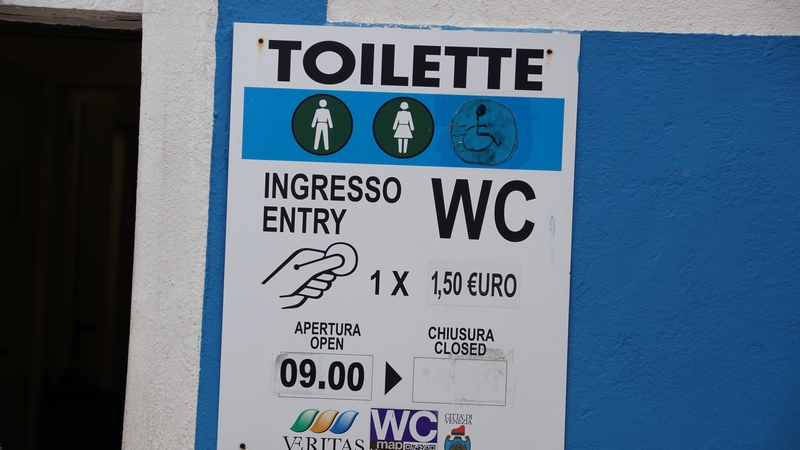 TOILETTE
INGRESSO
ENTRY
WC
1 X 1,50 €URO
APERTURA
OPEN
CHIUSURA
CLOSED
09.00
VERITAS
WC
map
CITTÀ DI
VENEZIA